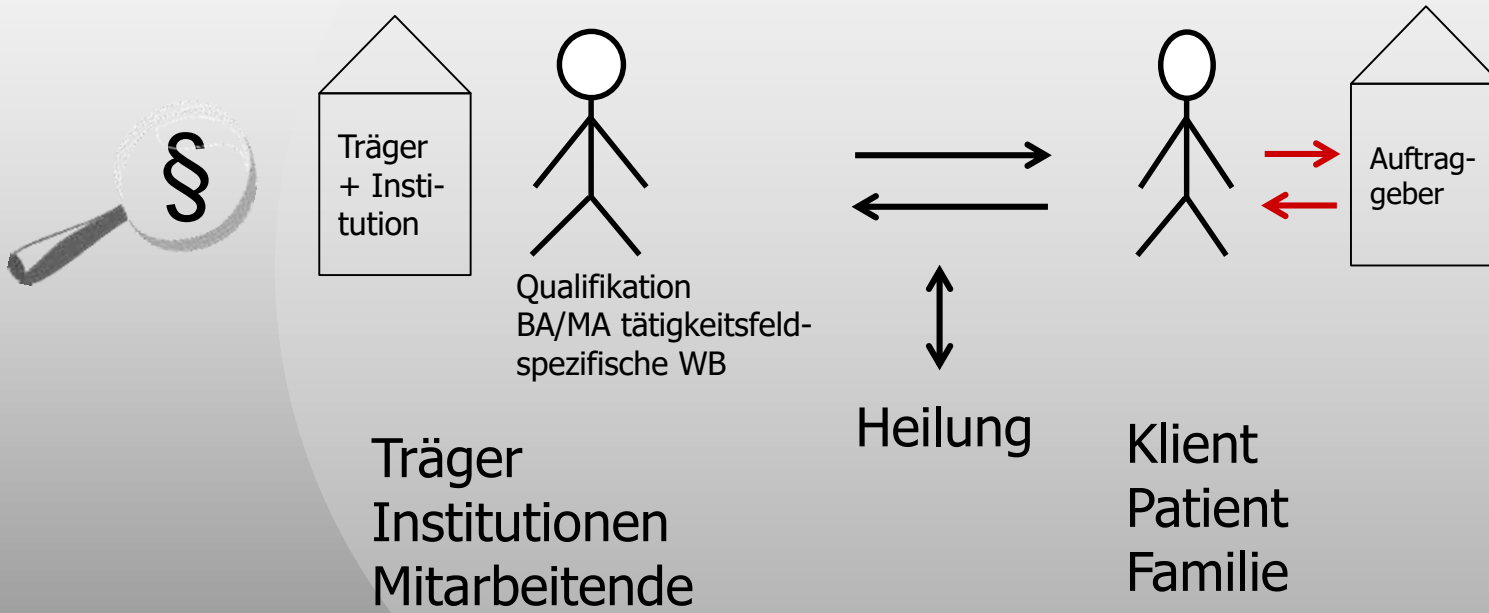 §
Träger
+ Insti-
tution
Qualifikation
BA/MA tätigkeitsfeld-
spezifische WB
Auftrag-
geber
Träger
Institutionen
Mitarbeitende
Heilung
Klient
Patient
Familie